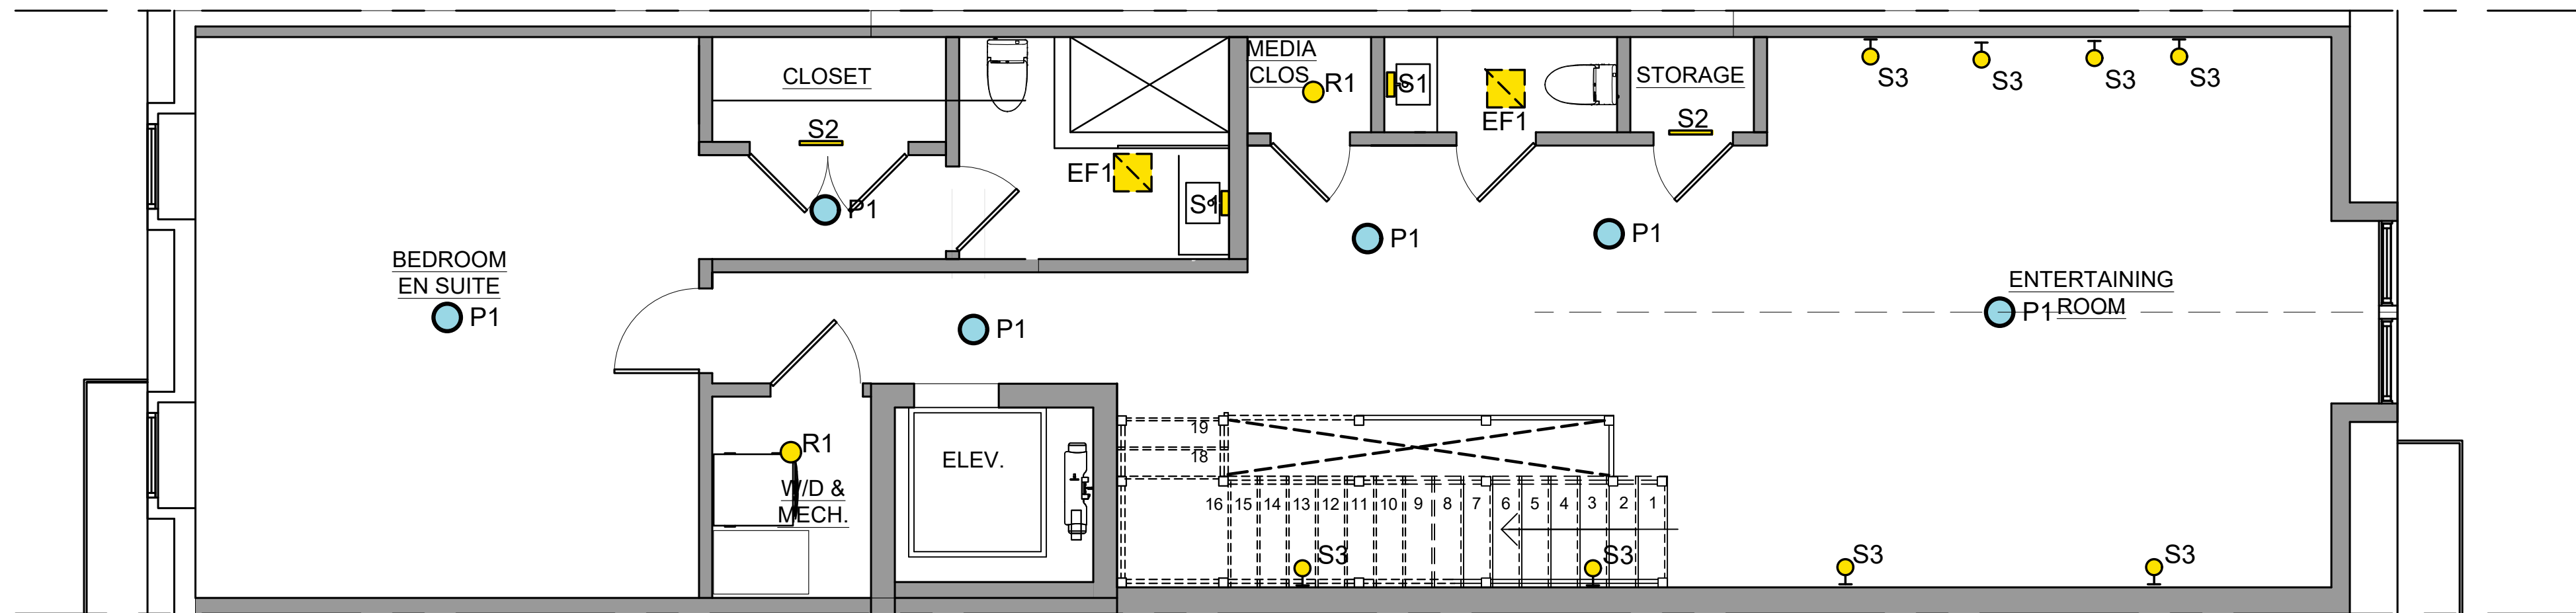 MEDIA
CLOS.
R1
S1
EF1
STORAGE
S2
S3
S3
S3
S3
CLOSET
S2
EF1
S1
P1
P1
P1
BEDROOM
EN SUITE
P1
P1
ENTERTAINING
ROOM
P1
R1
W/D &
MECH.
ELEV.
19
18
16 15 14 13 12 11 10 9 8 7 6 5 4 3 2 1
S3
S3
S3
S3